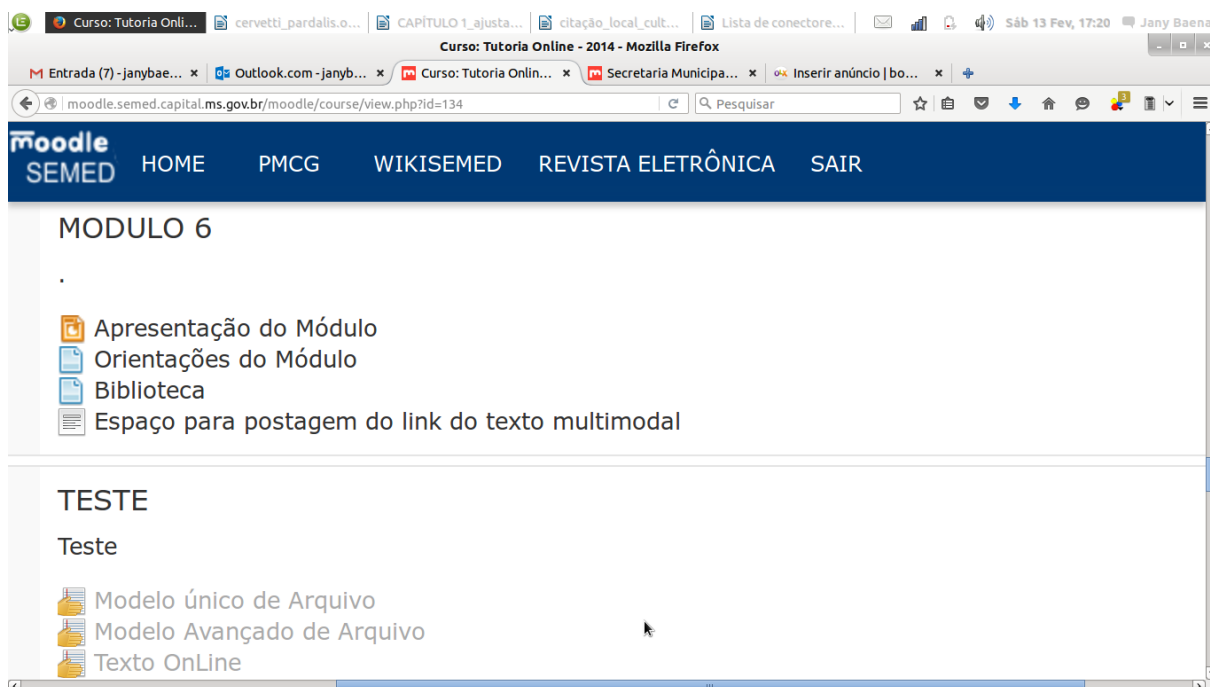 Curso: Tutoria Onli... cervetti_pardalis.o... CAPÍTULO 1_ajusta... citação_local_cult... Lista de conectore... Sáb 13 Fev, 17:20 Jany Baena
Curso: Tutoria Online - 2014 - Mozilla Firefox
Entrada (7) - janybae... × Outlook.com - janyb... × Curso: Tutoria Onlin... × Secretaria Municipa... × Inserir anúncio | bo... ×
moodle.semed.capital.ms.gov.br/moodle/course/view.php?id=134 Pesquisar 3
moodle
SEMED HOME PMCG WIKISEMED REVISTA ELETRÔNICA SAIR
MODULO 6
.
Apresentação do Módulo
Orientações do Módulo
Biblioteca
Espaço para postagem do link do texto multimodal
TESTE
Teste
Modelo único de Arquivo
Modelo Avançado de Arquivo
Texto OnLine